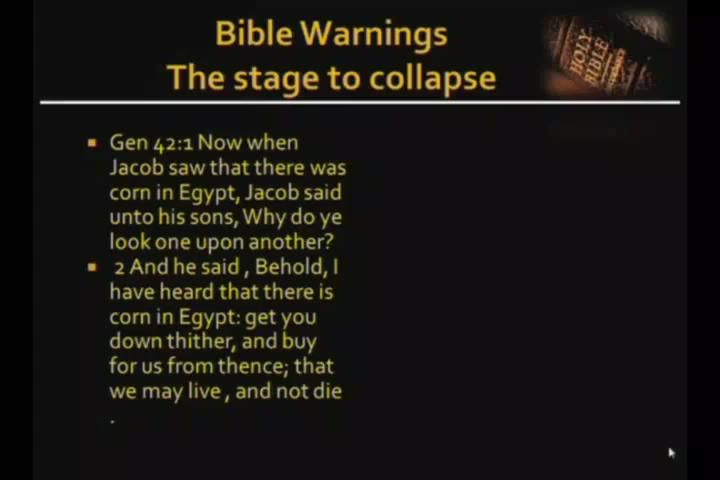 Bible Warnings
The stage to collapse
HOLY
BIBLE
Gen 42:1 Now when
Jacob saw that there was
corn in Egypt, Jacob said
unto his sons, Why do ye
look one upon another?
2 And he said , Behold, I
have heard that there is
corn in Egypt: get you
down thither, and buy
for us from thence; that
we may live , and not die
.